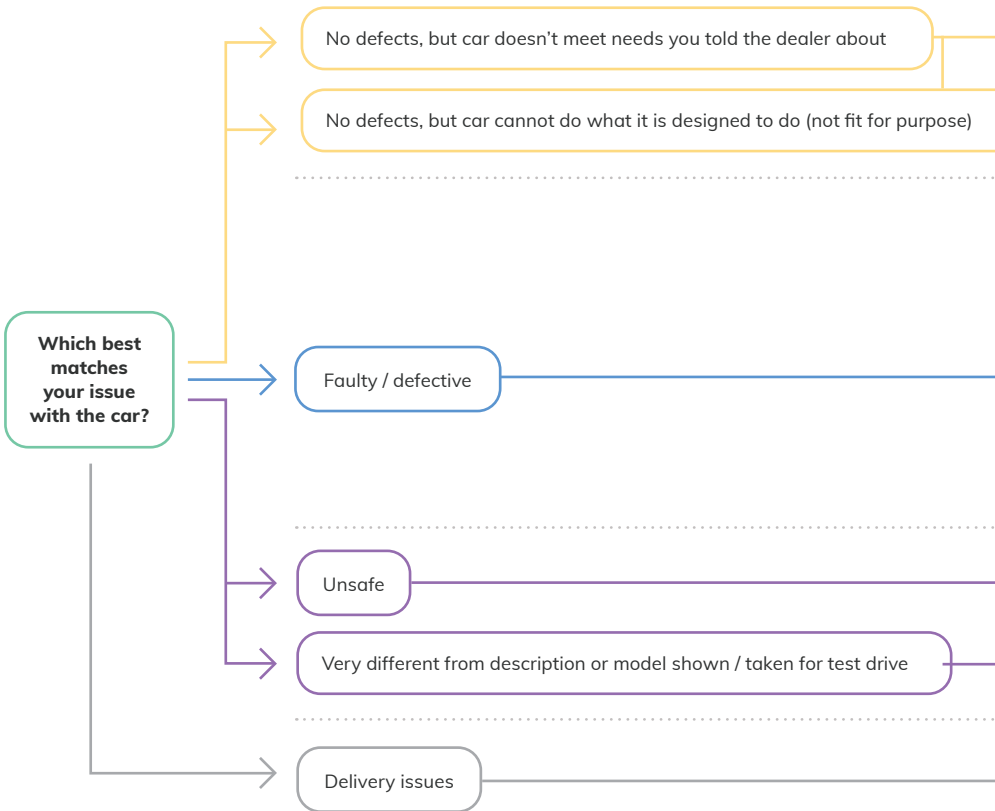 No defects, but car doesn’t meet needs you told the dealer about
No defects, but car cannot do what it is designed to do (not fit for purpose)
Which best
matches
your issue
with the car?
Faulty / defective
Unsafe
Very different from description or model shown / taken for test drive
Delivery issues